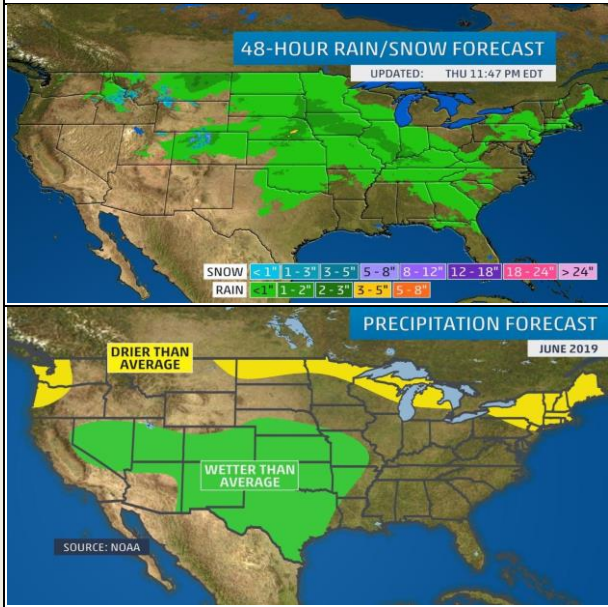 48-HOUR RAIN/SNOW FORECAST
UPDATED: THU 11:47 PM EDT
SNOW <1" 1 - 3" 3 - 5" 5 - 8" 8 - 12" 12 - 18" 18 - 24" > 24"
RAIN <1" 1 - 2" 2 - 3" 3 - 5" 5 - 8"
PRECIPITATION FORECAST
JUNE 2019
DRIER THAN
AVERAGE
WETTER THAN
AVERAGE
SOURCE: NOAA